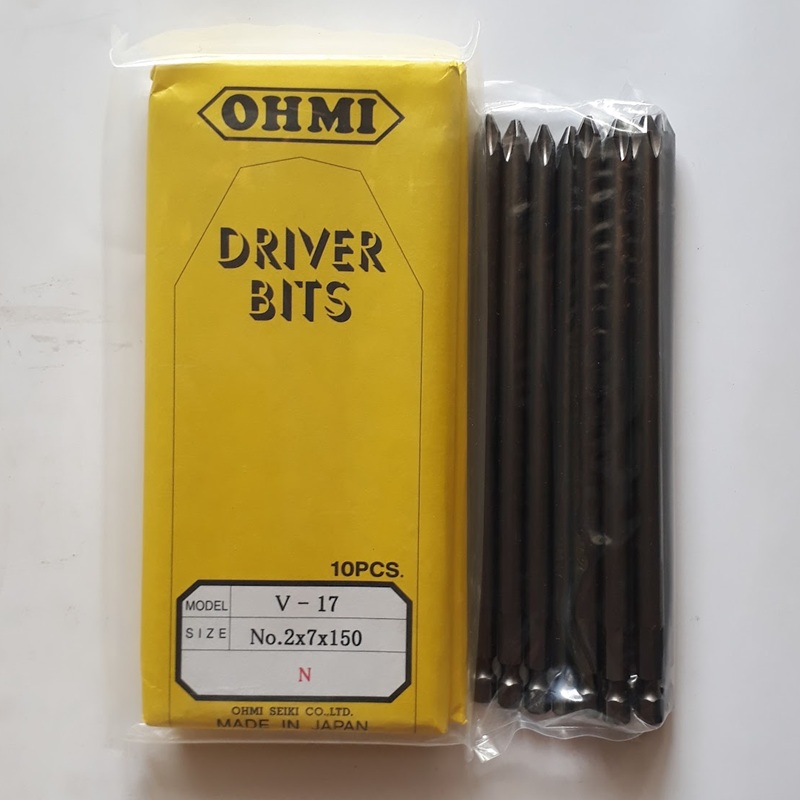 OHMI
DRIVER
BITS
10PCS.
MODEL V - 17
SIZE No.2x7x150
N
OHMI SEIKI CO.,LTD.
MADE IN JAPAN